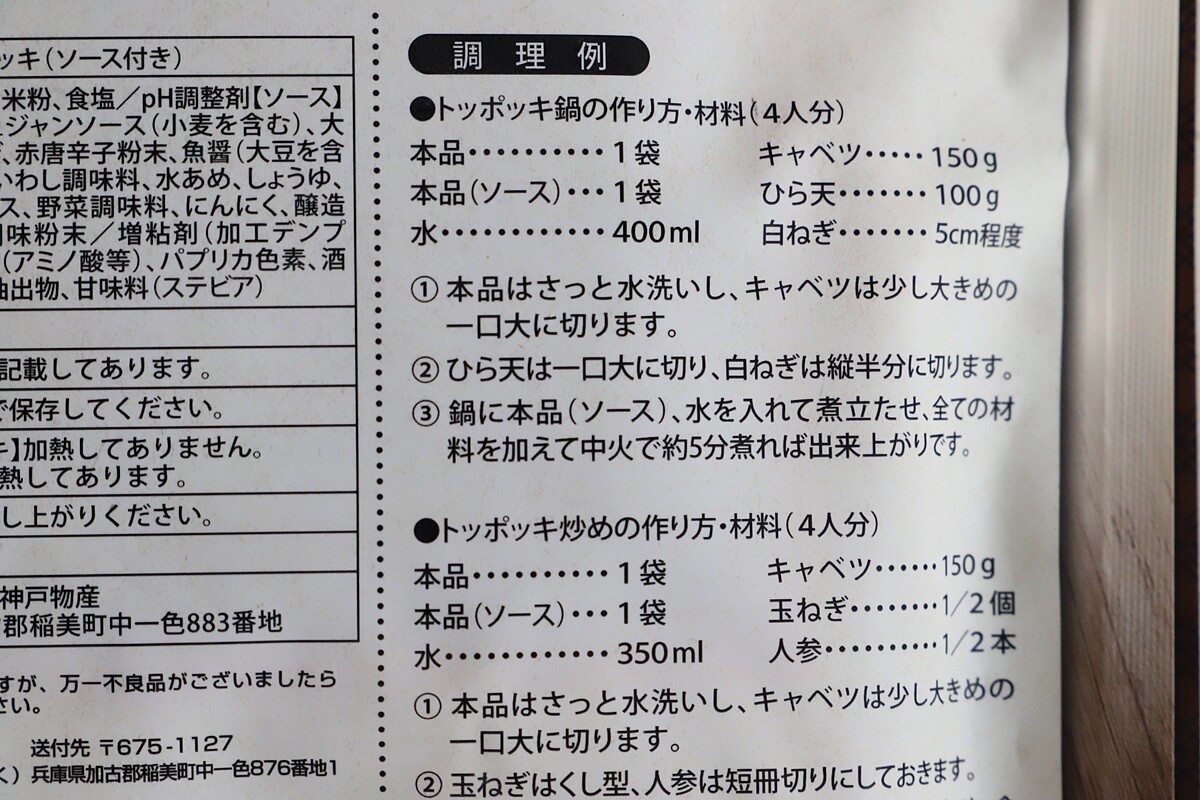 ッキ(ソース付き)
米粉、食塩／pH調整剤【ソース】
ジャンソース(小麦を含む)、大
、赤唐辛子粉末、魚醤(大豆を含
いわし調味料、水あめ、しょうゆ、
ス、野菜調味料、にんにく、醸造
味粉末／増粘剤(加工デンプ
(アミノ酸等)、パプリカ色素、酒
出物、甘味料(ステビア)
記載してあります。
で保存してください。
キ】加熱してありません。
熱してあります。
し上がりください。
神戸物産
郡稲美町中一色883番地
すが、万一不良品がございましたら
さい。
送付先 〒675-1127
く) 兵庫県加古郡稲美町中一色876番地1
調理例
●トッポッキ鍋の作り方・材料(4人分)
本品・・・・・・・・・・1袋 キャベツ・・・・・150g
本品(ソース)・・・1袋 ひら天・・・・・・・100g
水・・・・・・・・・・・・400ml 白ねぎ・・・・・・・5cm程度
① 本品はさっと水洗いし、キャベツは少し大きめの
一口大に切ります。
② ひら天は一口大に切り、白ねぎは縦半分に切ります。
③ 鍋に本品(ソース)、水を入れて煮立たせ、全ての材
料を加えて中火で約5分煮れば出来上がりです。
●トッポッキ炒めの作り方・材料(4人分)
本品・・・・・・・・・・1袋 キャベツ・・・・・・150g
本品(ソース)・・・1袋 玉ねぎ・・・・・・・・1/2個
水・・・・・・・・・・・・350ml 人参・・・・・・・・・・1/2本
① 本品はさっと水洗いし、キャベツは少し大きめの
一口大に切ります。
② 玉ねぎはくし型、人参は短冊切りにしておきます。